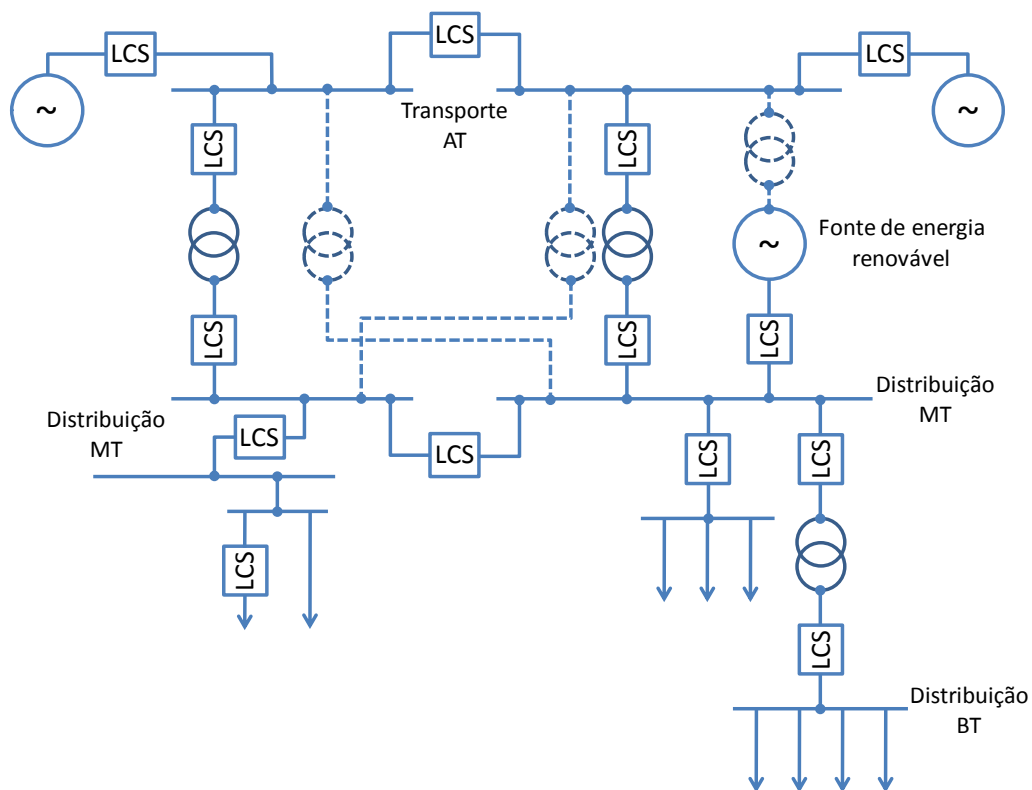 LCS
LCS
LCS
~
~
Transporte
AT
LCS
LCS
~
Fonte de energia
renovável
LCS
LCS
LCS
Distribuição
MT
Distribuição
MT
LCS
LCS
LCS
LCS
LCS
LCS
Distribuição
BT